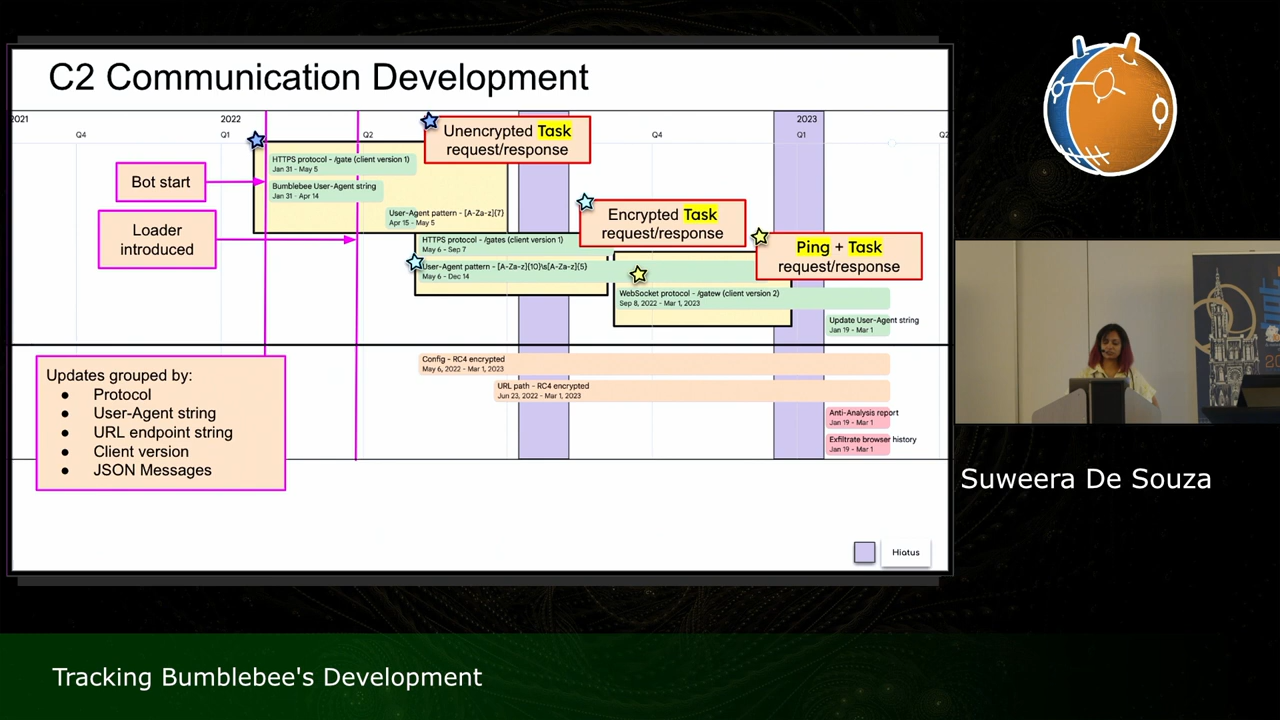 C2 Communication Development
2021
2022
2023
Q4
Q1
Q2
Q4
Q1
Q2
Unencrypted Task
request/response
HTTPS protocol - /gate (client version 1)
Jan 31 - May 5
Bot start
Bumblebee User-Agent string
Jan 31 - Apr 14
User-Agent pattern - [A-Za-z]{7}
Apr 15 - May 5
Encrypted Task
request/response
Loader
introduced
HTTPS protocol - /gates (client version 1)
May 6 - Sep 7
Ping + Task
request/response
User-Agent pattern - [A-Za-z]{10}\s[A-Za-z]{5}
May 6 - Dec 14
WebSocket protocol - /gatew (client version 2)
Sep 8, 2022 - Mar 1, 2023
Update User-Agent string
Jan 19 - Mar 1
Config - RC4 encrypted
May 6, 2022 - Mar 1, 2023
URL path - RC4 encrypted
Jun 23, 2022 - Mar 1, 2023
Anti-Analysis report
Jan 19 - Mar 1
Exfiltrate browser history
Jan 19 - Mar 1
Updates grouped by:
● Protocol
● User-Agent string
● URL endpoint string
● Client version
● JSON Messages
Hiatus
Suweera De Souza
Tracking Bumblebee's Development